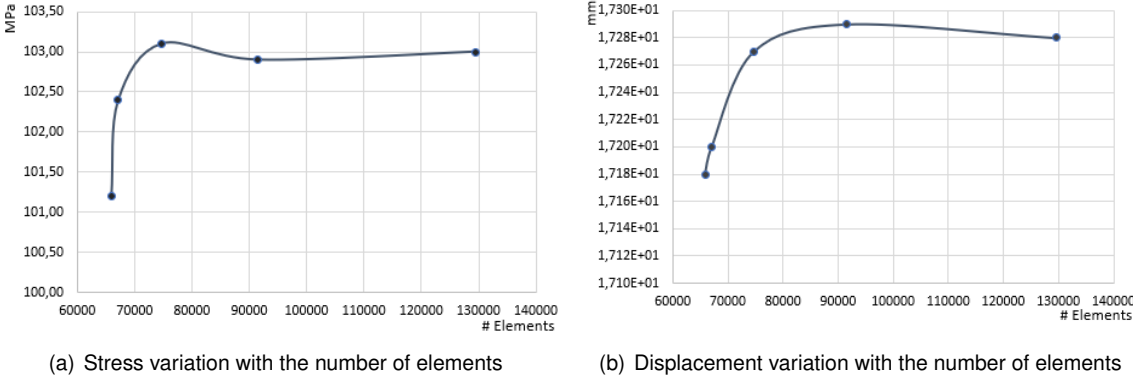 MPa
103,50
103,00
102,50
102,00
101,50
101,00
100,50
100,00
60000 70000 80000 90000 100000 110000 120000 130000 140000
# Elements
(a) Stress variation with the number of elements
mm
1,730E+01
1,728E+01
1,726E+01
1,724E+01
1,722E+01
1,720E+01
1,718E+01
1,716E+01
1,714E+01
1,712E+01
1,710E+01
60000 70000 80000 90000 100000 110000 120000 130000 140000
# Elements
(b) Displacement variation with the number of elements